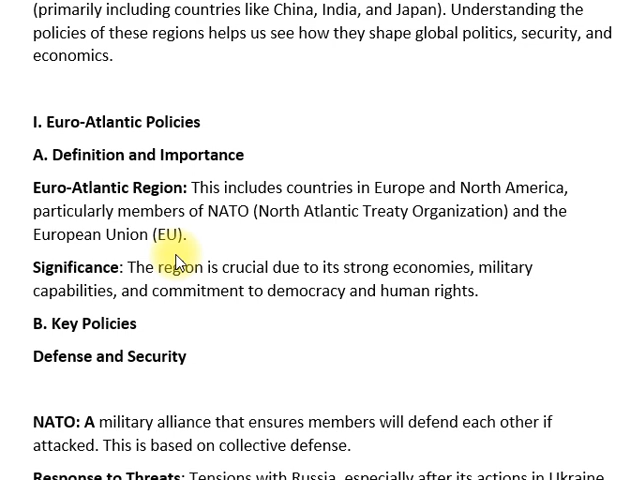 (primarily including countries like China, India, and Japan). Understanding the
policies of these regions helps us see how they shape global politics, security, and
economics.
I. Euro-Atlantic Policies
A. Definition and Importance
Euro-Atlantic Region: This includes countries in Europe and North America,
particularly members of NATO (North Atlantic Treaty Organization) and the
European Union (EU).
Significance: The region is crucial due to its strong economies, military
capabilities, and commitment to democracy and human rights.
B. Key Policies
Defense and Security
NATO: A military alliance that ensures members will defend each other if
attacked. This is based on collective defense.
Response to Threats: Tensions with Russia, especially after its actions in Ukraine